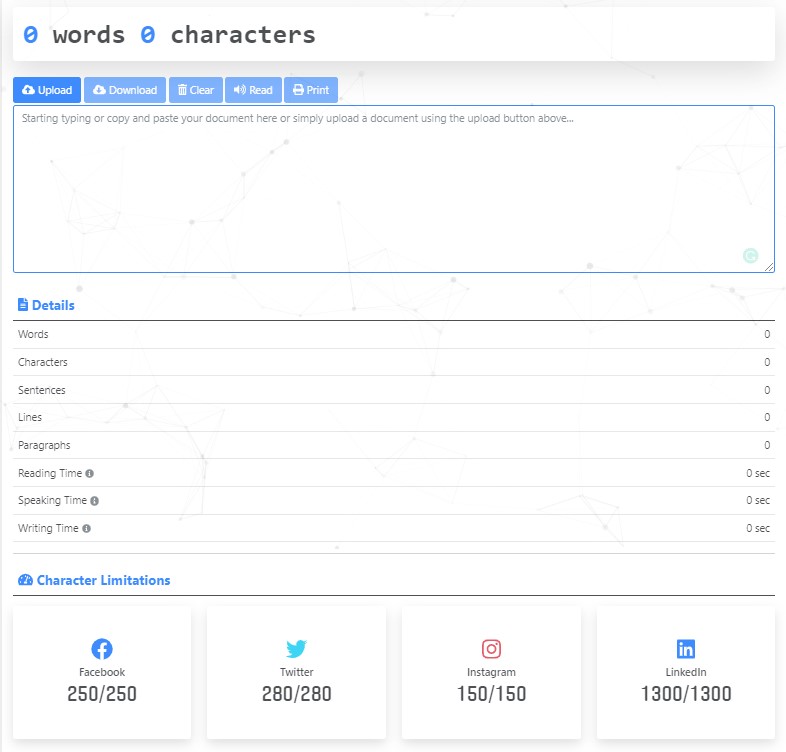 0 words 0 characters
Upload Download Clear Read Print
Starting typing or copy and paste your document here or simply upload a document using the upload button above...
Details
Words 0
Characters 0
Sentences 0
Lines 0
Paragraphs 0
Reading Time 0 sec
Speaking Time 0 sec
Writing Time 0 sec
Character Limitations
Facebook Twitter Instagram LinkedIn
250/250 280/280 150/150 1300/1300